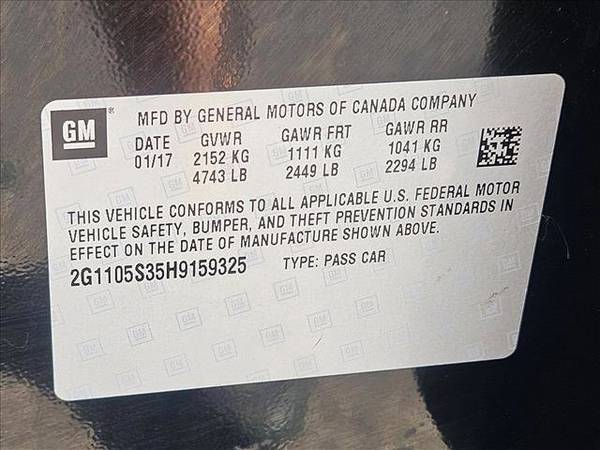 GM ®
MFD BY GENERAL MOTORS OF CANADA COMPANY
DATE GVWR GAWR FRT GAWR RR
01/17 2152 KG 1111 KG 1041 KG
4743 LB 2449 LB 2294 LB
THIS VEHICLE CONFORMS TO ALL APPLICABLE U.S. FEDERAL MOTOR
VEHICLE SAFETY, BUMPER, AND THEFT PREVENTION STANDARDS IN
EFFECT ON THE DATE OF MANUFACTURE SHOWN ABOVE.
2G1105S35H9159325 TYPE: PASS CAR